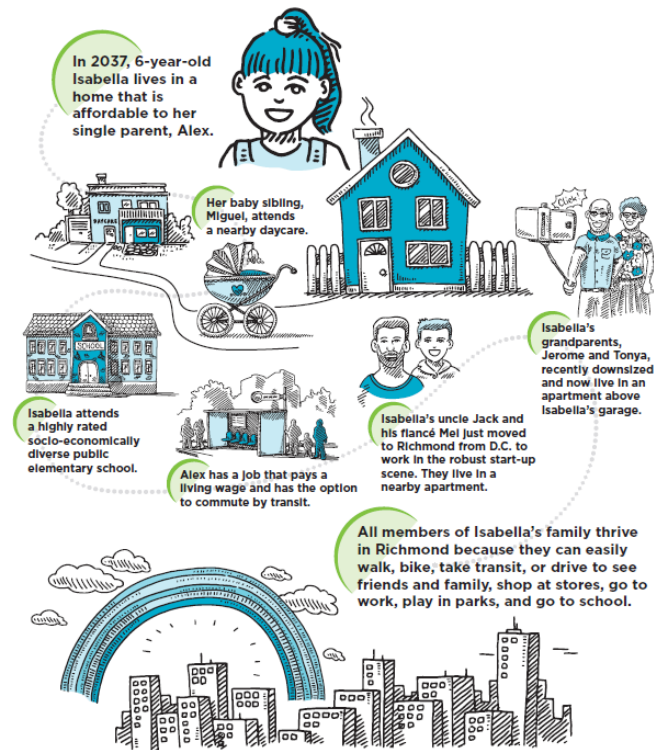 In 2037, 6-year-old
Isabella lives in a
home that is
affordable to her
single parent, Alex.
DAYCARE
Her baby sibling,
Miguel, attends
a nearby daycare.
Click!
SCHOOL
Isabella attends
a highly rated
socio-economically
diverse public
elementary school.
Alex has a job that pays a
living wage and has the option
to commute by transit.
Isabella's uncle Jack and
his fiancé Mei just moved
to Richmond from D.C. to
work in the robust start-up
scene. They live in a
nearby apartment.
Isabella's
grandparents,
Jerome and Tonya,
recently downsized
and now live in an
apartment above
Isabella's garage.
All members of Isabella's family thrive
in Richmond because they can easily
walk, bike, take transit, or drive to see
friends and family, shop at stores, go to
work, play in parks, and go to school.